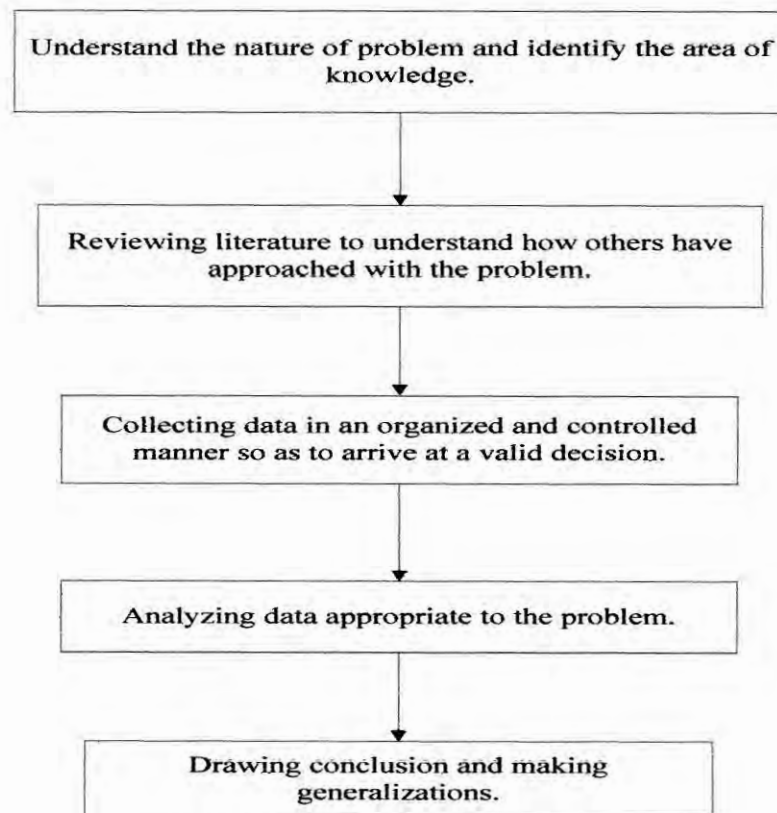 Understand the nature of problem and identify the area of
knowledge.
Reviewing literature to understand how others have
approached with the problem.
Collecting data in an organized and controlled
manner so as to arrive at a valid decision.
Analyzing data appropriate to the problem.
Drawing conclusion and making
generalizations.